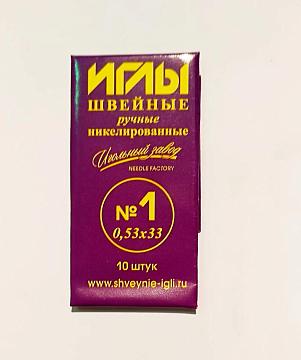 ИГЛЫ
ШВЕЙНЫЕ
ручные
никелированные
Игольный завод
NEEDLE FACTORY
№1
0,53x33
10 штук
www.shveynie-igli.ru